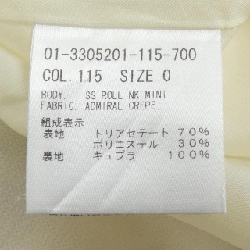 01-3305201-115-700
COL. 115 SIZE 0
BODY. SS ROLL NK MINI
FABRIC. ADMIRAL CREPE
組成表示
表地 トリアセテート 70%
ポリエステル 30%
裏地 キュプラ 100%